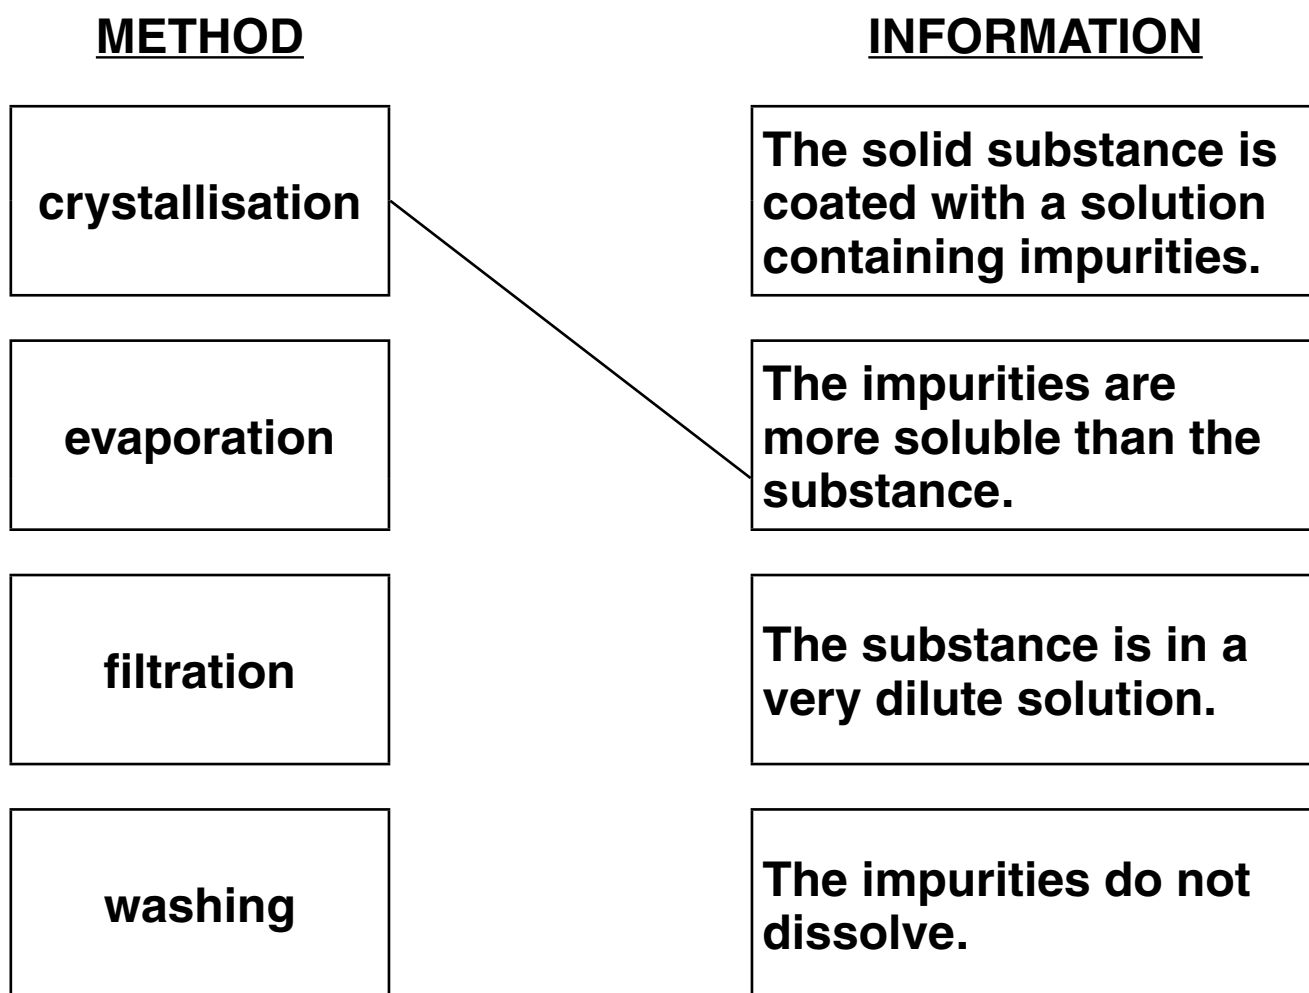 METHOD
INFORMATION
crystallisation
The solid substance is
coated with a solution
containing impurities.
evaporation
The impurities are
more soluble than the
substance.
filtration
The substance is in a
very dilute solution.
washing
The impurities do not
dissolve.